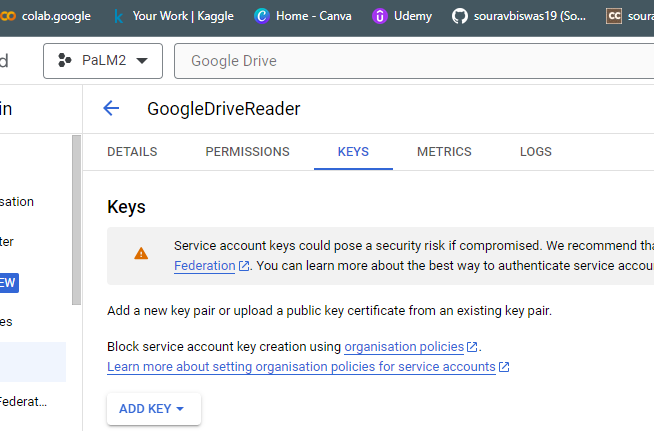 colab.google
Your Work | Kaggle
Home - Canva
Udemy
souravbiswas19 (So...
CC
soura
d
PaLM2
Google Drive
in
GoogleDriveReader
DETAILS
PERMISSIONS
KEYS
METRICS
LOGS
sation
Keys
Service account keys could pose a security risk if compromised. We recommend tha
ter
Federation. You can learn more about the best way to authenticate service accou
EW
Add a new key pair or upload a public key certificate from an existing key pair.
es
Block service account key creation using organisation policies.
Learn more about setting organisation policies for service accounts
Federat...
ADD KEY